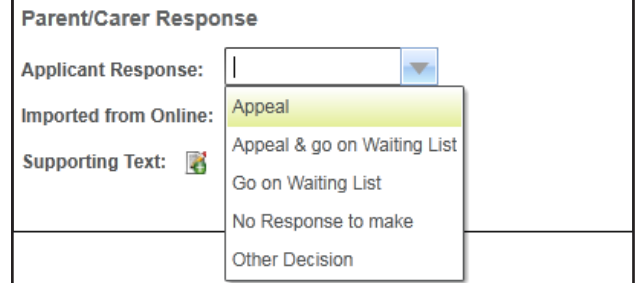 Parent/Carer Response
Applicant Response:
Imported from Online:
Supporting Text:
Appeal
Appeal & go on Waiting List
Go on Waiting List
No Response to make
Other Decision